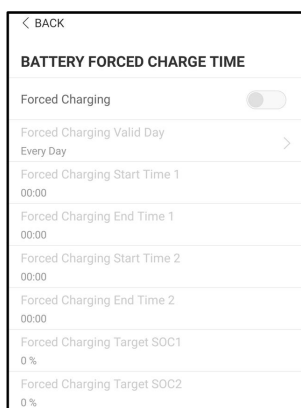 < BACK
BATTERY FORCED CHARGE TIME
Forced Charging
Forced Charging Valid Day
Every Day
Forced Charging Start Time 1
00:00
Forced Charging End Time 1
00:00
Forced Charging Start Time 2
00:00
Forced Charging End Time 2
00:00
Forced Charging Target SOC1
0 %
Forced Charging Target SOC2
0 %